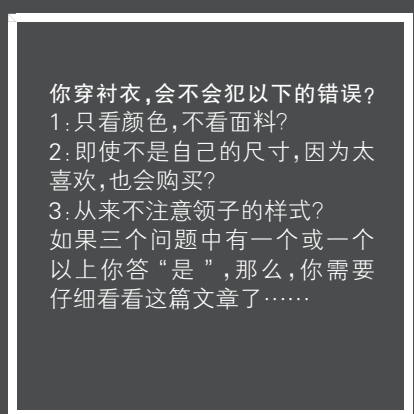 你穿衬衣,会不会犯以下的错误?
1:只看颜色,不看面料?
2:即使不是自己的尺寸,因为太
喜欢,也会购买?
3:从来不注意领子的样式?
如果三个问题中有一个或一个
以上你答“是”,那么,你需要
仔细看看这篇文章了……